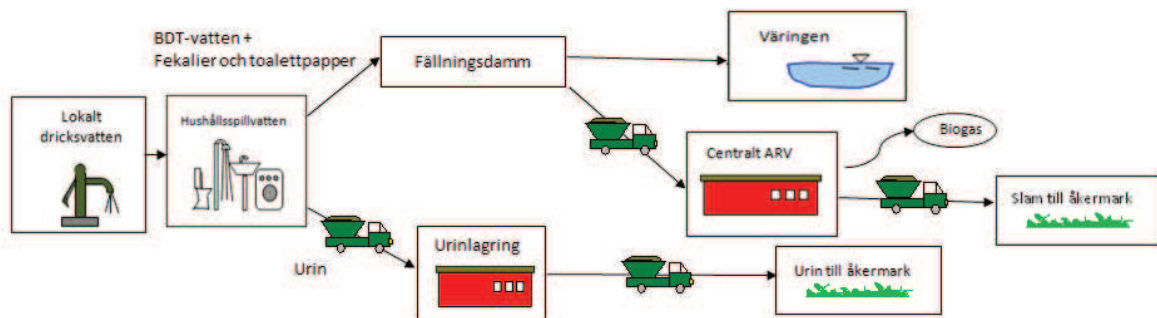 BDT-vatten +
Fekalier och toalettpapper
Fällningsdamm
Väringen
Lokalt
dricksvatten
Hushållsspillvatten
Centralt ARV
Biogas
Slam till åkermark
Urin
Urinlagring
Urin till åkermark